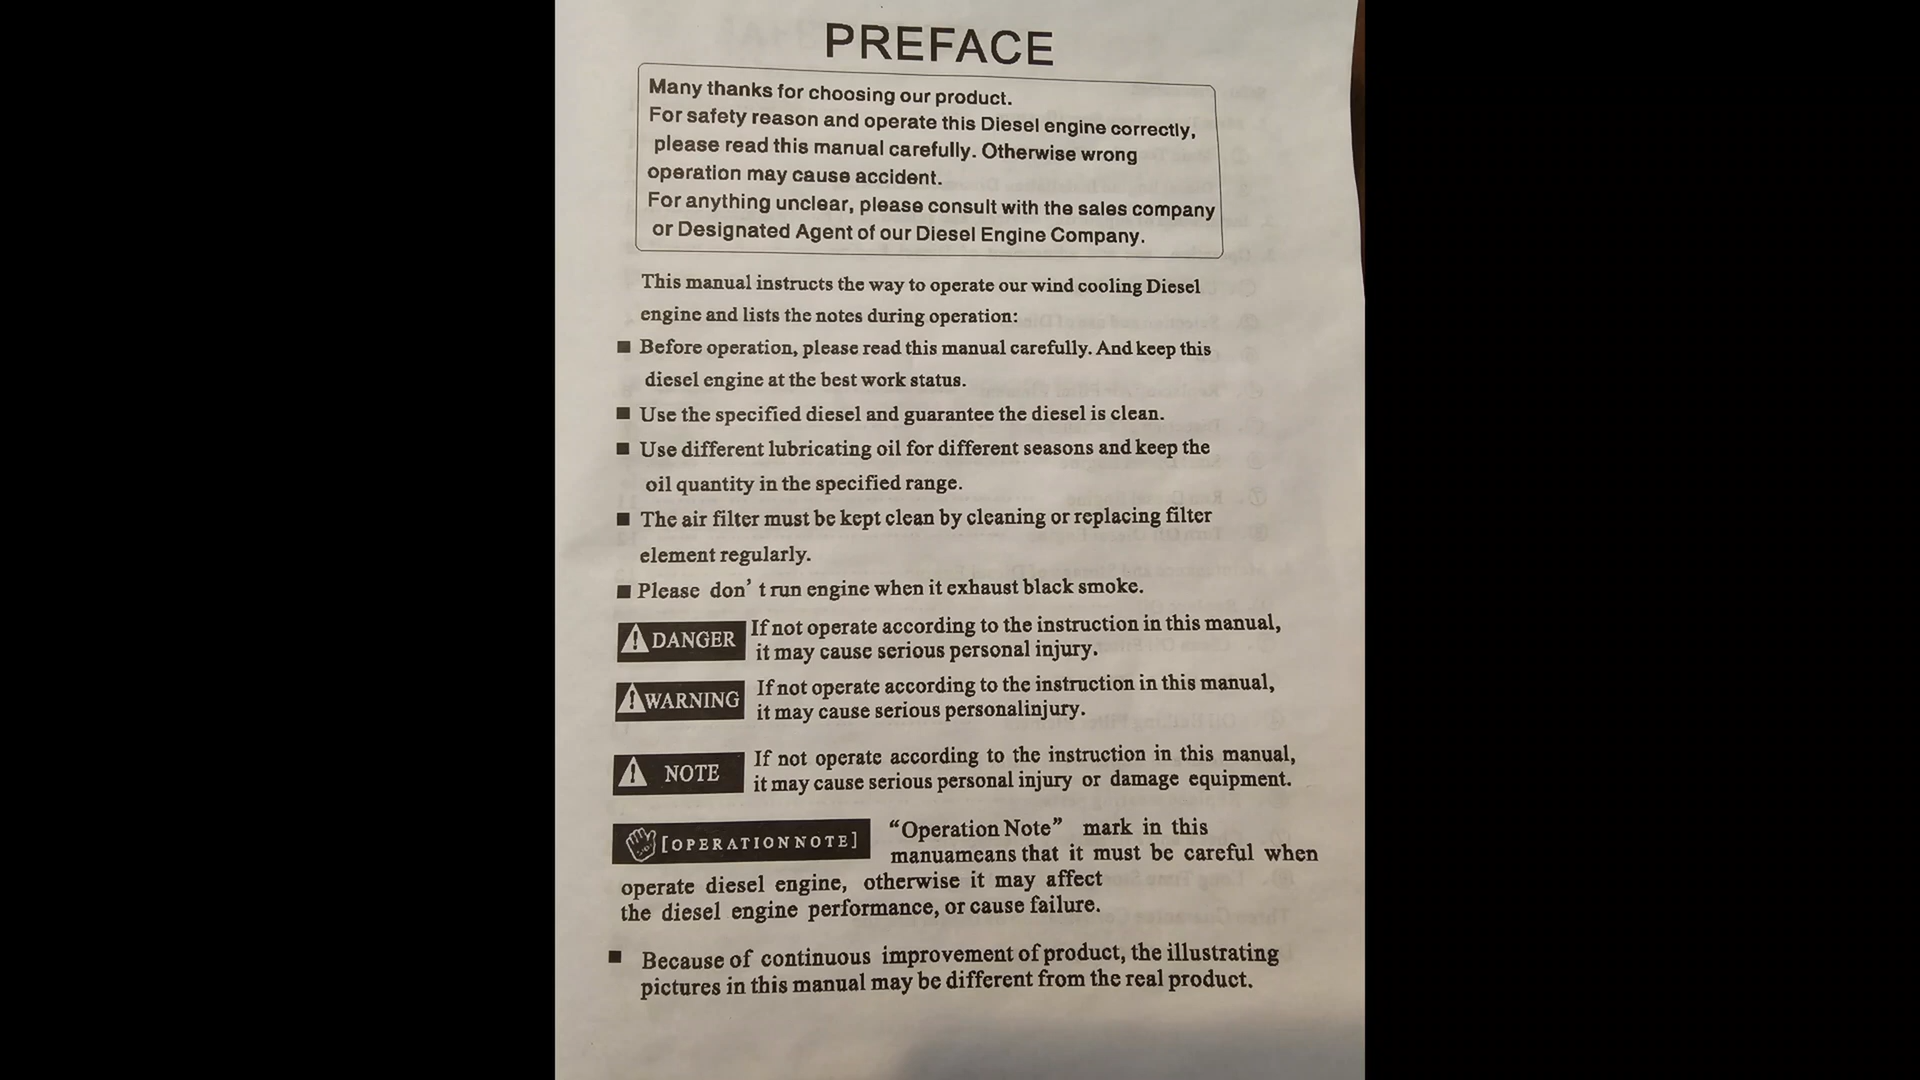 PREFACE
Many thanks for choosing our product.
For safety reason and operate this Diesel engine correctly,
please read this manual carefully. Otherwise wrong
operation may cause accident.
For anything unclear, please consult with the sales company
or Designated Agent of our Diesel Engine Company.
This manual instructs the way to operate our wind cooling Diesel
engine and lists the notes during operation:
■ Before operation, please read this manual carefully. And keep this
diesel engine at the best work status.
■ Use the specified diesel and guarantee the diesel is clean.
■ Use different lubricating oil for different seasons and keep the
oil quantity in the specified range.
■ The air filter must be kept clean by cleaning or replacing filter
element regularly.
■ Please don’ t run engine when it exhaust black smoke.
⚠ DANGER If not operate according to the instruction in this manual,
it may cause serious personal injury.
⚠ WARNING If not operate according to the instruction in this manual,
it may cause serious personalinjury.
⚠ NOTE If not operate according to the instruction in this manual,
it may cause serious personal injury or damage equipment.
[OPERATIONNOTE] “Operation Note” mark in this
manuameans that it must be careful when
operate diesel engine, otherwise it may affect
the diesel engine performance, or cause failure.
■ Because of continuous improvement of product, the illustrating
pictures in this manual may be different from the real product.